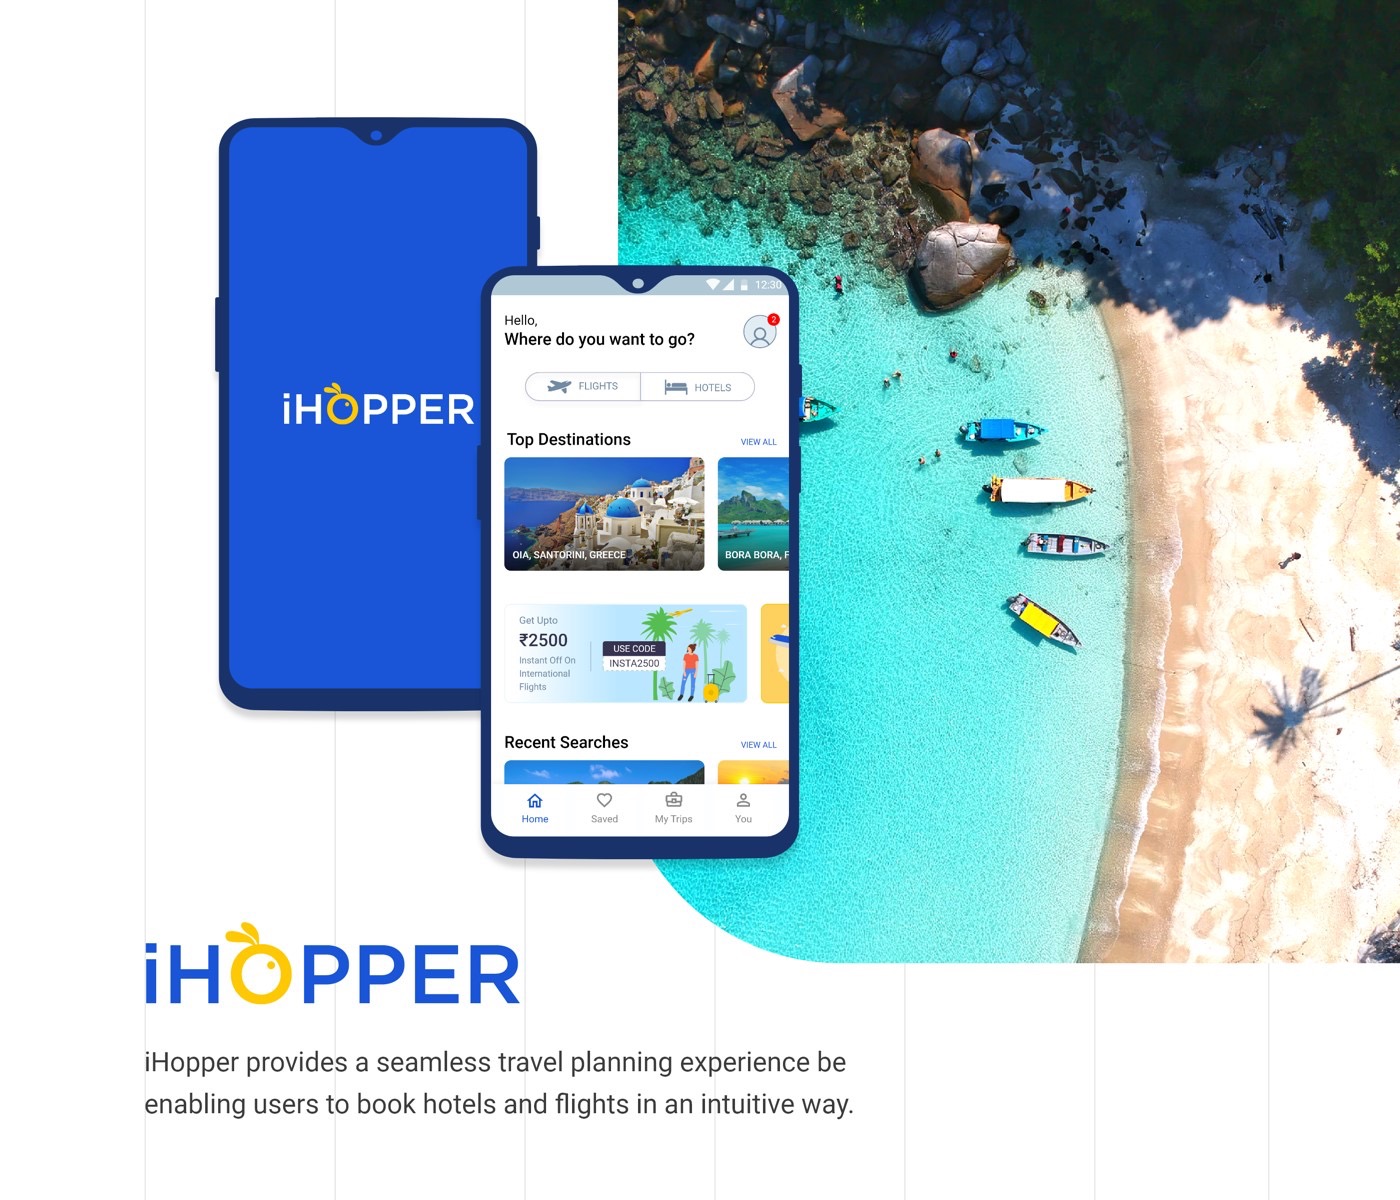 iHOPPER
12:30
Hello,
2
Where do you want to go?
FLIGHTS
HOTELS
Top Destinations
VIEW ALL
OIA, SANTORINI, GREECE
BORA BORA, F
Get Upto
₹2500
Instant Off On
International
Flights
USE CODE
INSTA2500
Recent Searches
VIEW ALL
Home
Saved
My Trips
You
iHOPPER
iHopper provides a seamless travel planning experience be
enabling users to book hotels and flights in an intuitive way.